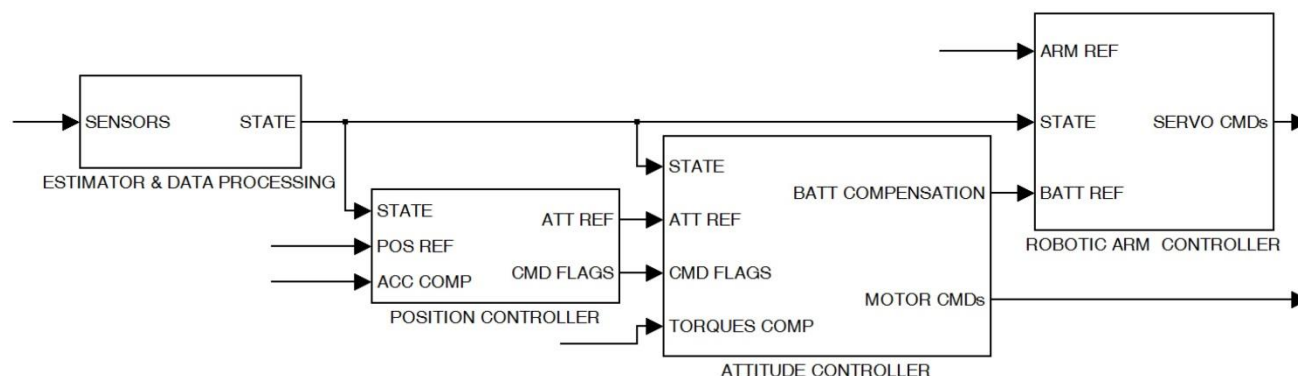 SENSORS STATE
ESTIMATOR & DATA PROCESSING
STATE
POS REF
ACC COMP
ATT REF
CMD FLAGS
POSITION CONTROLLER
STATE
ATT REF
CMD FLAGS
TORQUES COMP
BATT COMPENSATION
MOTOR CMDs
ATTITUDE CONTROLLER
ARM REF
STATE
BATT REF
SERVO CMDs
ROBOTIC ARM CONTROLLER